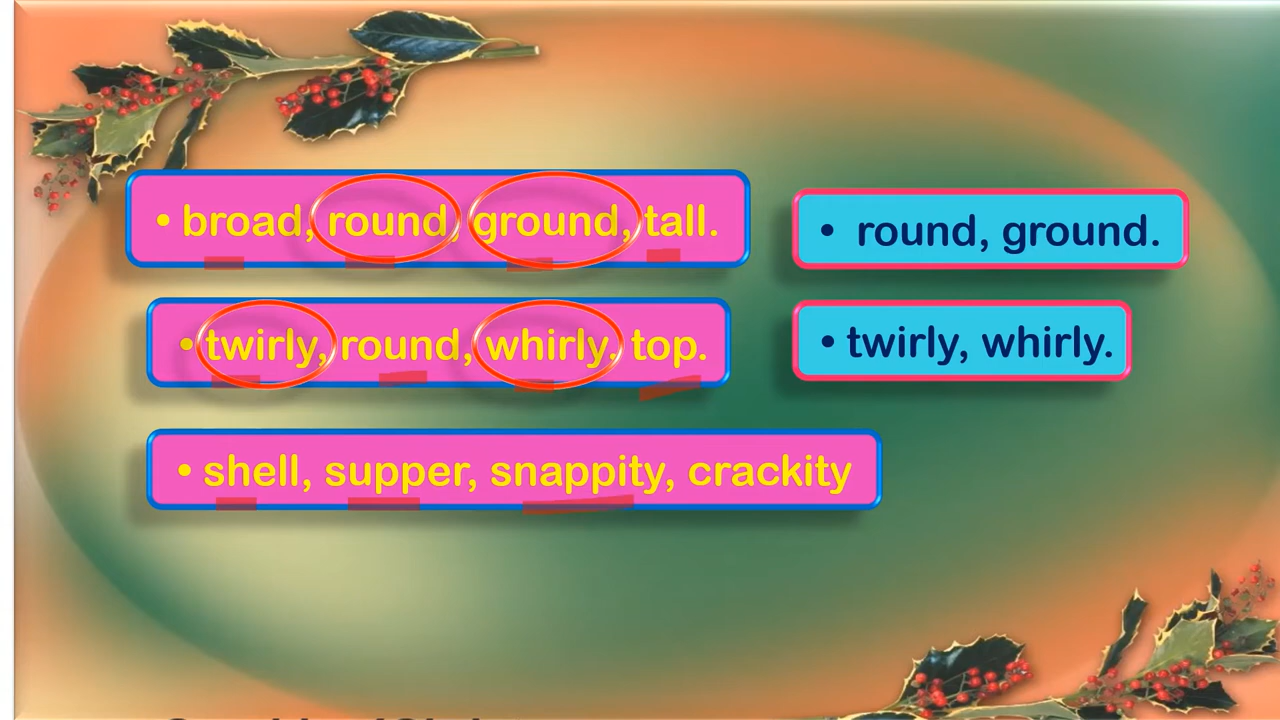 • broad, round, ground, tall.
• round, ground.
• twirly, round, whirly. top.
• twirly, whirly.
• shell, supper, snappity, crackity